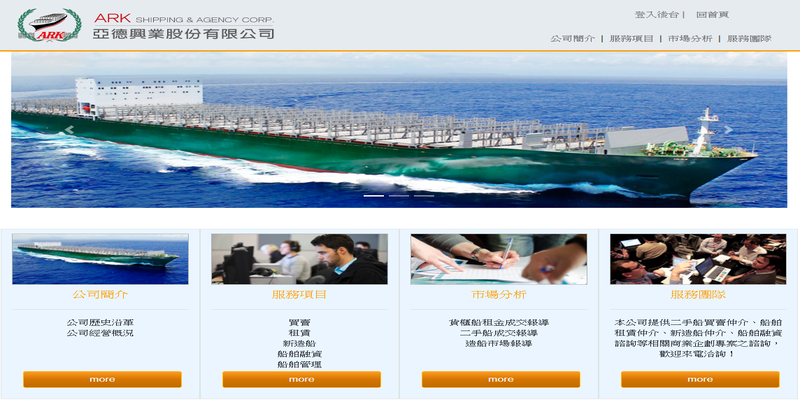 ARK SHIPPING & AGENCY CORP.
亞德興業股份有限公司
ARK
登入後台 | 回首頁
公司簡介 | 服務項目 | 市場分析 | 服務團隊
公司簡介
公司歷史沿革
公司經營概況
more
服務項目
買賣
租賃
新造船
船舶融資
船舶管理
more
市場分析
貨櫃船租金成交報導
二手船成交報導
造船市場報導
more
服務團隊
本公司提供二手船買賣仲介、船舶
租賃仲介、新造船仲介、船舶融資
諮詢等相關商業企劃專案之諮詢，
歡迎來電洽詢！
more